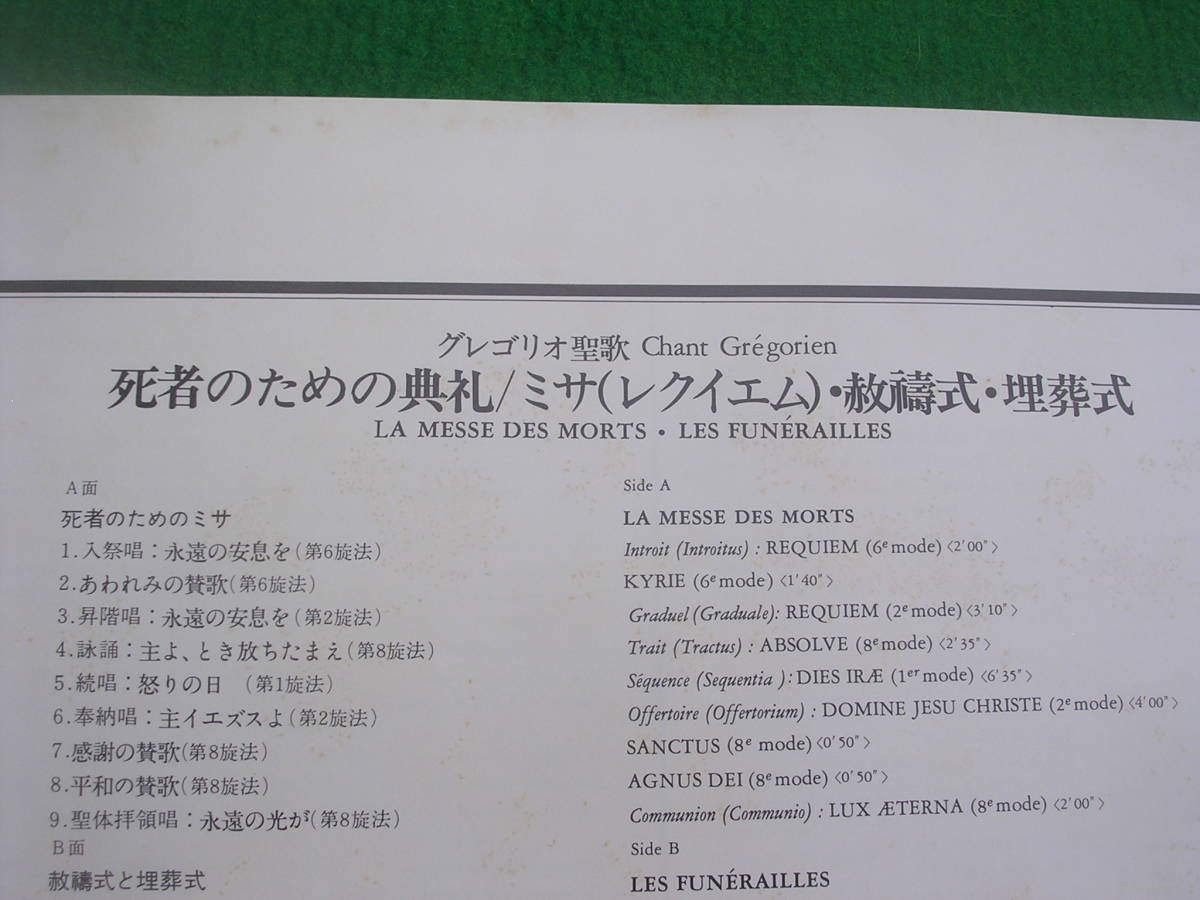 グレゴリオ聖歌 Chant Grégorien
死者のための典礼/ミサ(レクイエム)・赦禱式・埋葬式
LA MESSE DES MORTS・LES FUNÉRAILLES
A面
死者のためのミサ
1.入祭唱：永遠の安息を(第6旋法)
2.あわれみの賛歌(第6旋法)
3.昇階唱：永遠の安息を(第2旋法)
4.詠誦：主よ、とき放ちたまえ(第8旋法)
5.続唱：怒りの日 (第1旋法)
6.奉納唱：主イエズスよ(第2旋法)
7.感謝の賛歌(第8旋法)
8.平和の賛歌(第8旋法)
9.聖体拝領唱：永遠の光が(第8旋法)
B面
赦禱式と埋葬式
Side A
LA MESSE DES MORTS
Introit (Introitus) : REQUIEM (6ᵉ mode)〈2′00″〉
KYRIE (6ᵉ mode)〈1′40″〉
Graduel (Graduale): REQUIEM (2ᵉ mode)〈3′10″〉
Trait (Tractus) : ABSOLVE (8ᵉ mode)〈2′35″〉
Séquence (Sequentia ): DIES IRÆ (1ᵉʳ mode)〈6′35″〉
Offertoire (Offertorium) : DOMINE JESU CHRISTE (2ᵉ mode)〈4′00″〉
SANCTUS (8ᵉ mode)〈0′50″〉
AGNUS DEI (8ᵉ mode)〈0′50″〉
Communion (Communio) : LUX ÆTERNA (8ᵉ mode)〈2′00″〉
Side B
LES FUNÉRAILLES